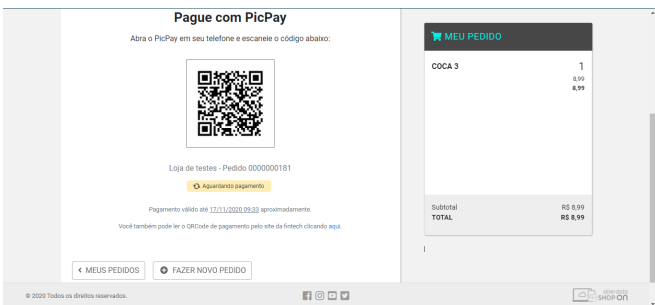 Pague com PicPay
Abra o PicPay em seu telefone e escaneie o código abaixo:
Loja de testes - Pedido 0000000181
Aguardando pagamento
Pagamento válido até 17/11/2020 09:33 aproximadamente.
Você também pode ler o QRCode de pagamento pelo site da fintech clicando aqui.
MEUS PEDIDOS
FAZER NOVO PEDIDO
MEU PEDIDO
COCA 3 1
8,99
8,99
Subtotal R$ 8,99
TOTAL R$ 8,99
© 2020 Todos os direitos reservados.
SHOP ON